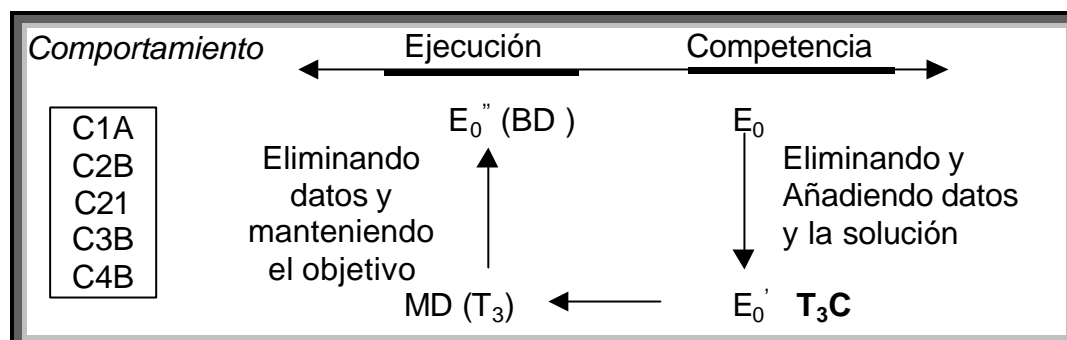 Comportamiento Ejecución Competencia
C1A
C2B
C21
C3B
C4B
E₀” (BD )
Eliminando
datos y
manteniendo
el objetivo
MD (T₃)
E₀
Eliminando y
Añadiendo datos
y la solución
E₀’ T₃C